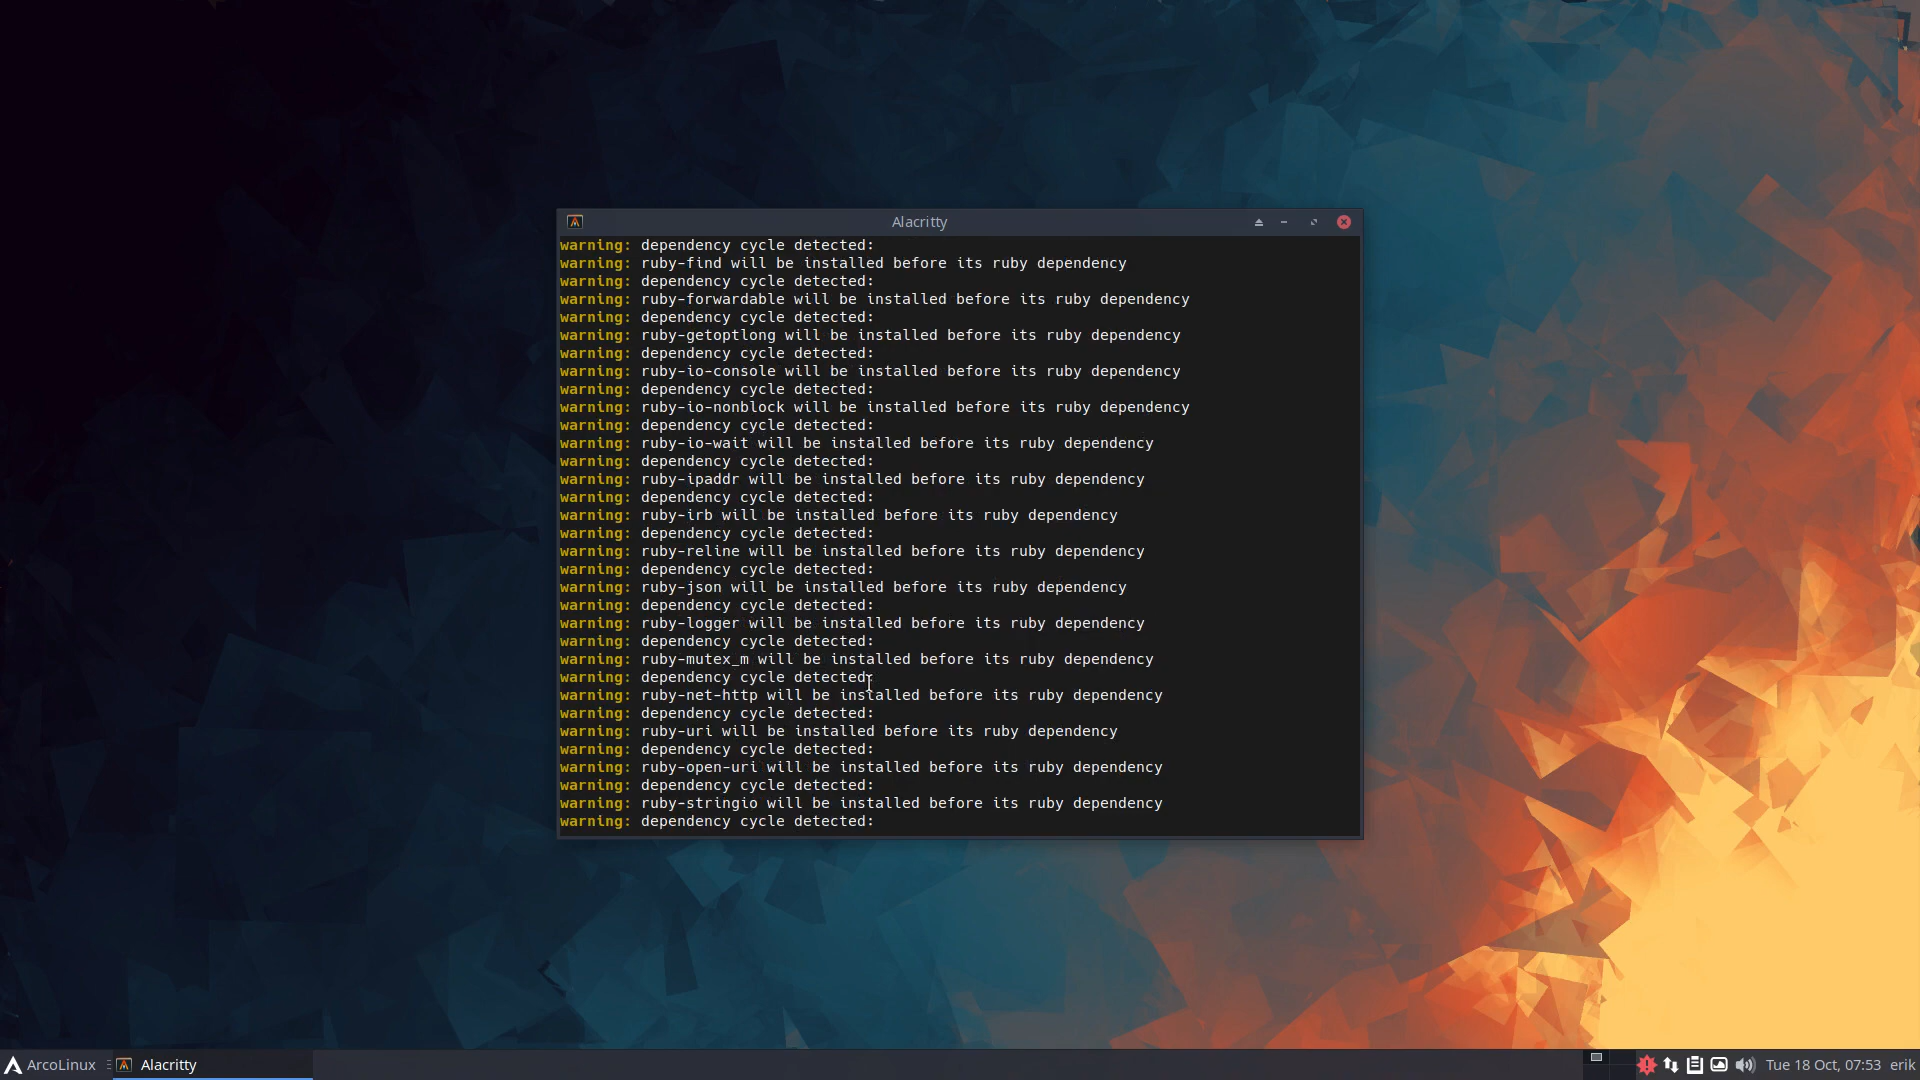 Alacritty
warning: dependency cycle detected:
warning: ruby-find will be installed before its ruby dependency
warning: dependency cycle detected:
warning: ruby-forwardable will be installed before its ruby dependency
warning: dependency cycle detected:
warning: ruby-getoptlong will be installed before its ruby dependency
warning: dependency cycle detected:
warning: ruby-io-console will be installed before its ruby dependency
warning: dependency cycle detected:
warning: ruby-io-nonblock will be installed before its ruby dependency
warning: dependency cycle detected:
warning: ruby-io-wait will be installed before its ruby dependency
warning: dependency cycle detected:
warning: ruby-ipaddr will be installed before its ruby dependency
warning: dependency cycle detected:
warning: ruby-irb will be installed before its ruby dependency
warning: dependency cycle detected:
warning: ruby-reline will be installed before its ruby dependency
warning: dependency cycle detected:
warning: ruby-json will be installed before its ruby dependency
warning: dependency cycle detected:
warning: ruby-logger will be installed before its ruby dependency
warning: dependency cycle detected:
warning: ruby-mutex_m will be installed before its ruby dependency
warning: dependency cycle detected:
warning: ruby-net-http will be installed before its ruby dependency
warning: dependency cycle detected:
warning: ruby-uri will be installed before its ruby dependency
warning: dependency cycle detected:
warning: ruby-open-uri will be installed before its ruby dependency
warning: dependency cycle detected:
warning: ruby-stringio will be installed before its ruby dependency
warning: dependency cycle detected:
ArcoLinux Alacritty Tue 18 Oct, 07:53 erik